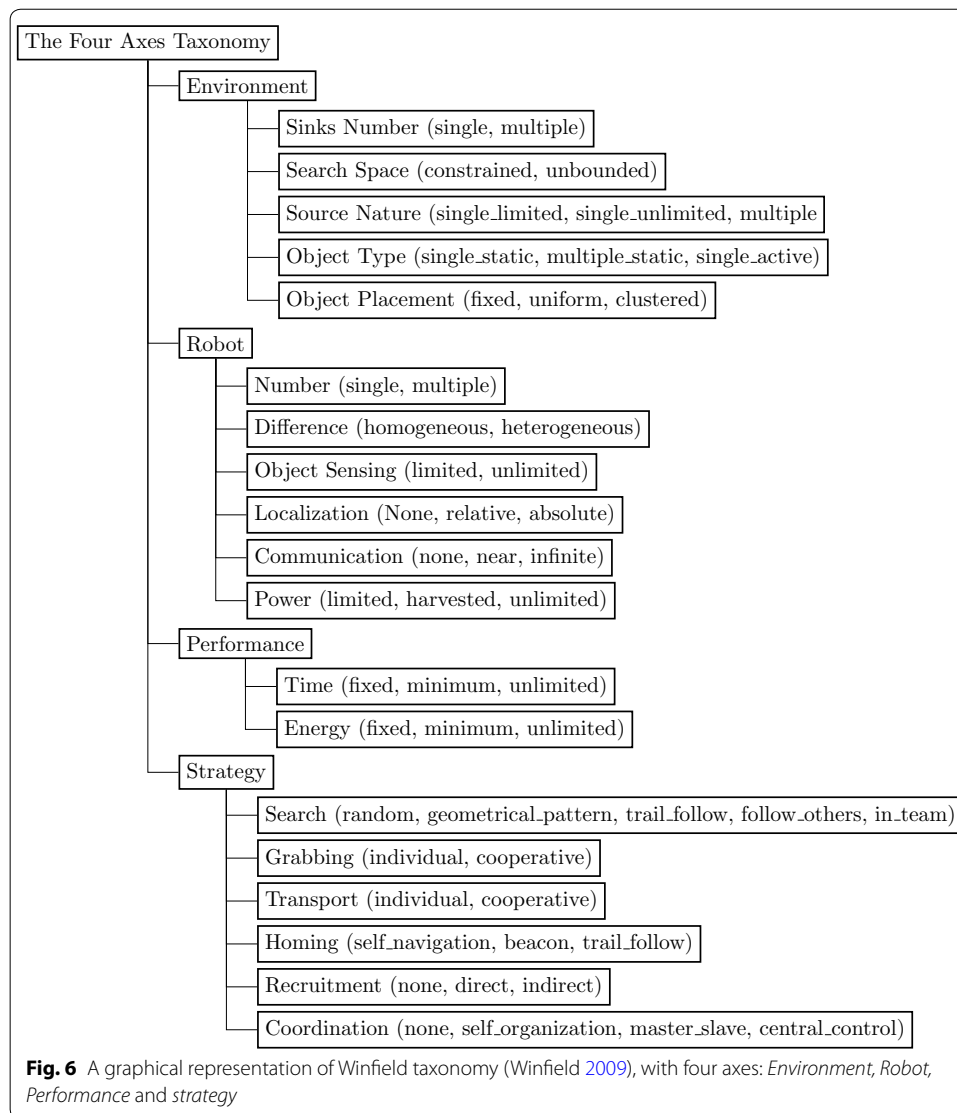 The Four Axes Taxonomy
Environment
Sinks Number (single, multiple)
Search Space (constrained, unbounded)
Source Nature (single_limited, single_unlimited, multiple
Object Type (single_static, multiple_static, single_active)
Object Placement (fixed, uniform, clustered)
Robot
Number (single, multiple)
Difference (homogeneous, heterogeneous)
Object Sensing (limited, unlimited)
Localization (None, relative, absolute)
Communication (none, near, infinite)
Power (limited, harvested, unlimited)
Performance
Time (fixed, minimum, unlimited)
Energy (fixed, minimum, unlimited)
Strategy
Search (random, geometrical_pattern, trail_follow, follow_others, in_team)
Grabbing (individual, cooperative)
Transport (individual, cooperative)
Homing (self_navigation, beacon, trail_follow)
Recruitment (none, direct, indirect)
Coordination (none, self_organization, master_slave, central_control)
Fig. 6 A graphical representation of Winfield taxonomy (Winfield 2009), with four axes: Environment, Robot,
Performance and strategy